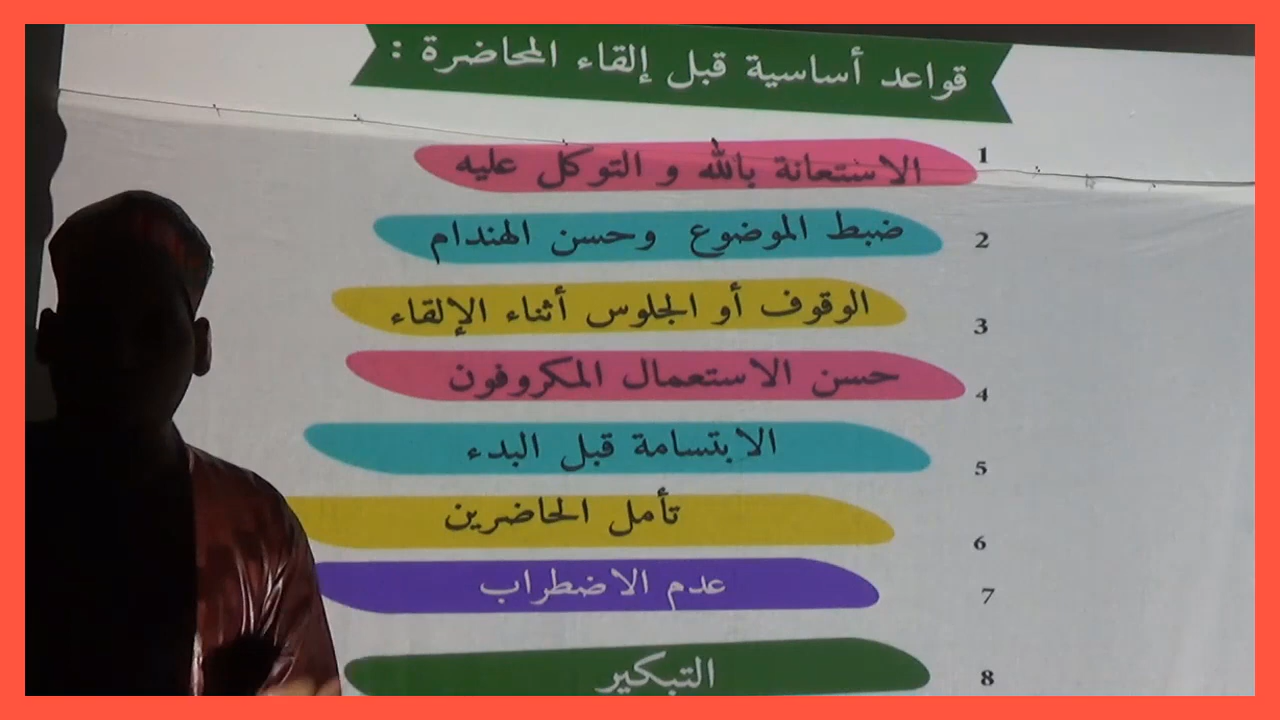 قواعد أساسية قبل إلقاء المحاضرة :
1 الاستعانة بالله و التوكل عليه
2 ضبط الموضوع وحسن الهندام
3 الوقوف أو الجلوس أثناء الإلقاء
4 حسن الاستعمال المكروفون
5 الابتسامة قبل البدء
6 تأمل الحاضرين
7 عدم الاضطراب
8 التبكير